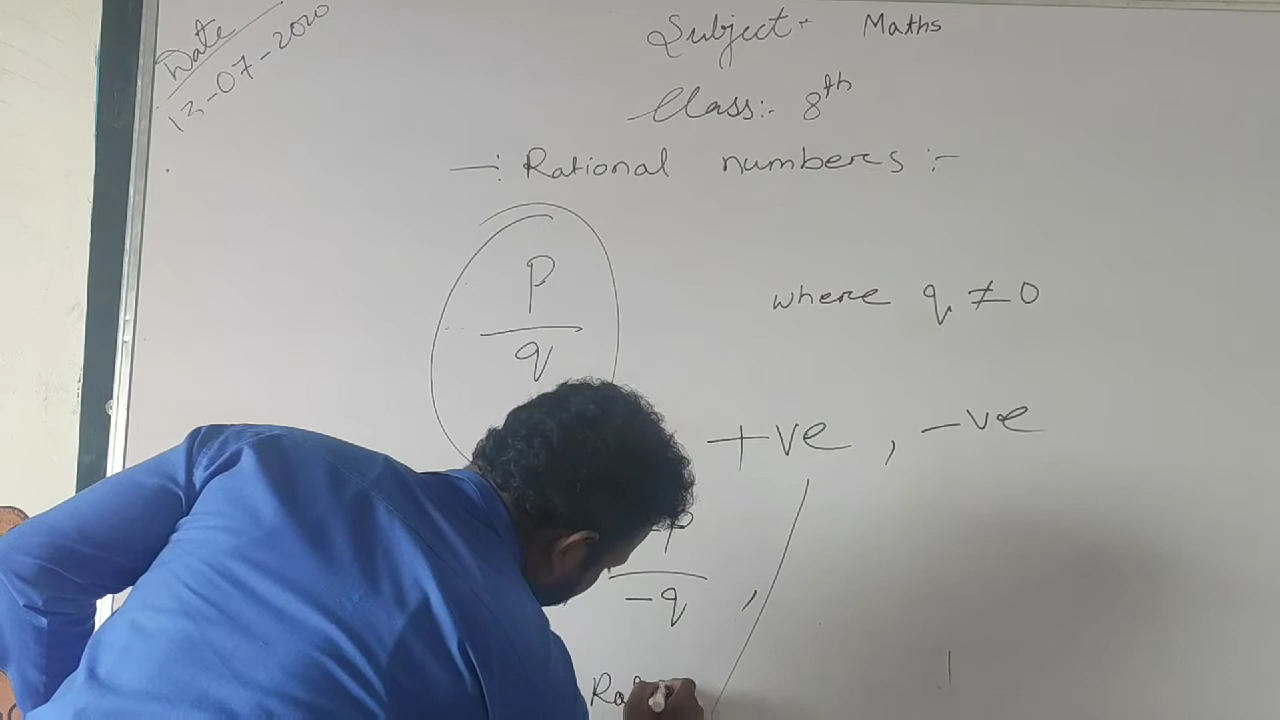 Date
13-07-2020
Subject:- Maths
Class:- 8th
—: Rational numbers :-
P
q
where q ≠ 0
+ve , -ve
-q ,